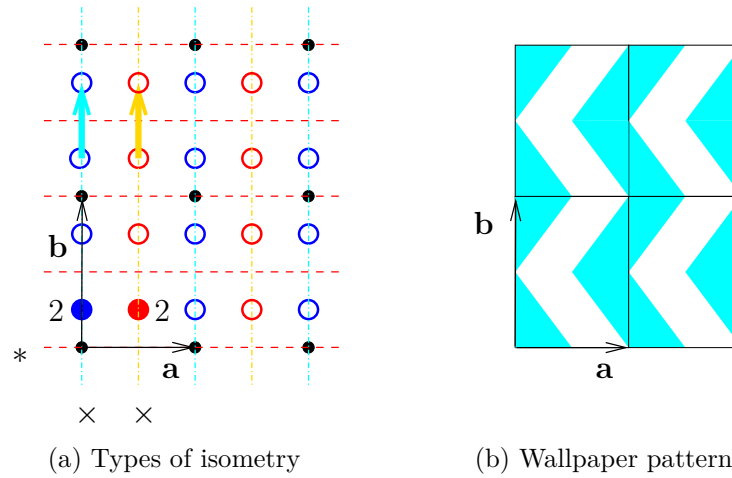 b
2
2
*
a
× ×
(a) Types of isometry
b
a
(b) Wallpaper pattern